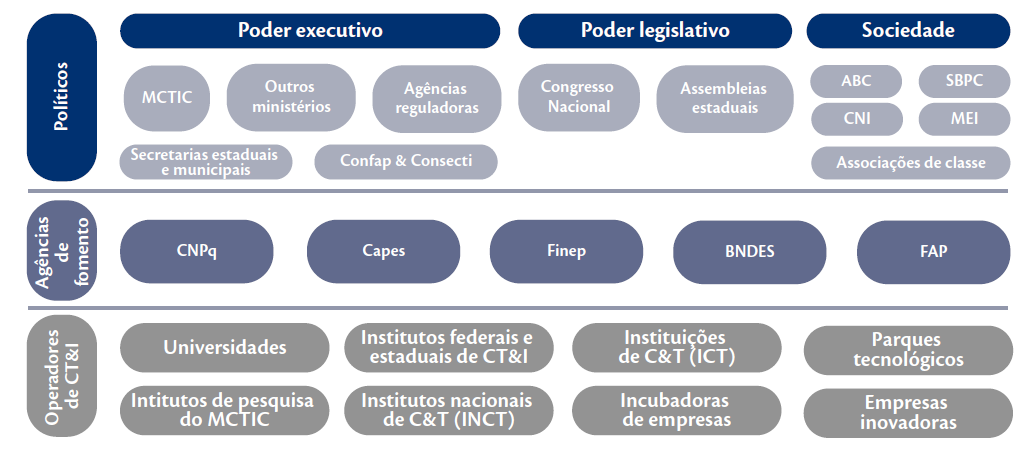 Políticos
Poder executivo
Poder legislativo
Sociedade
MCTIC
Outros
ministérios
Agências
reguladoras
Congresso
Nacional
Assembleias
estaduais
ABC
SBPC
CNI
MEI
Secretarias estaduais
e municipais
Confap & Consecti
Associações de classe
Agências
de
fomento
CNPq
Capes
Finep
BNDES
FAP
Operadores
de CT&I
Universidades
Institutos federais e
estaduais de CT&I
Instituições
de C&T (ICT)
Parques
tecnológicos
Intitutos de pesquisa
do MCTIC
Institutos nacionais
de C&T (INCT)
Incubadoras
de empresas
Empresas
inovadoras